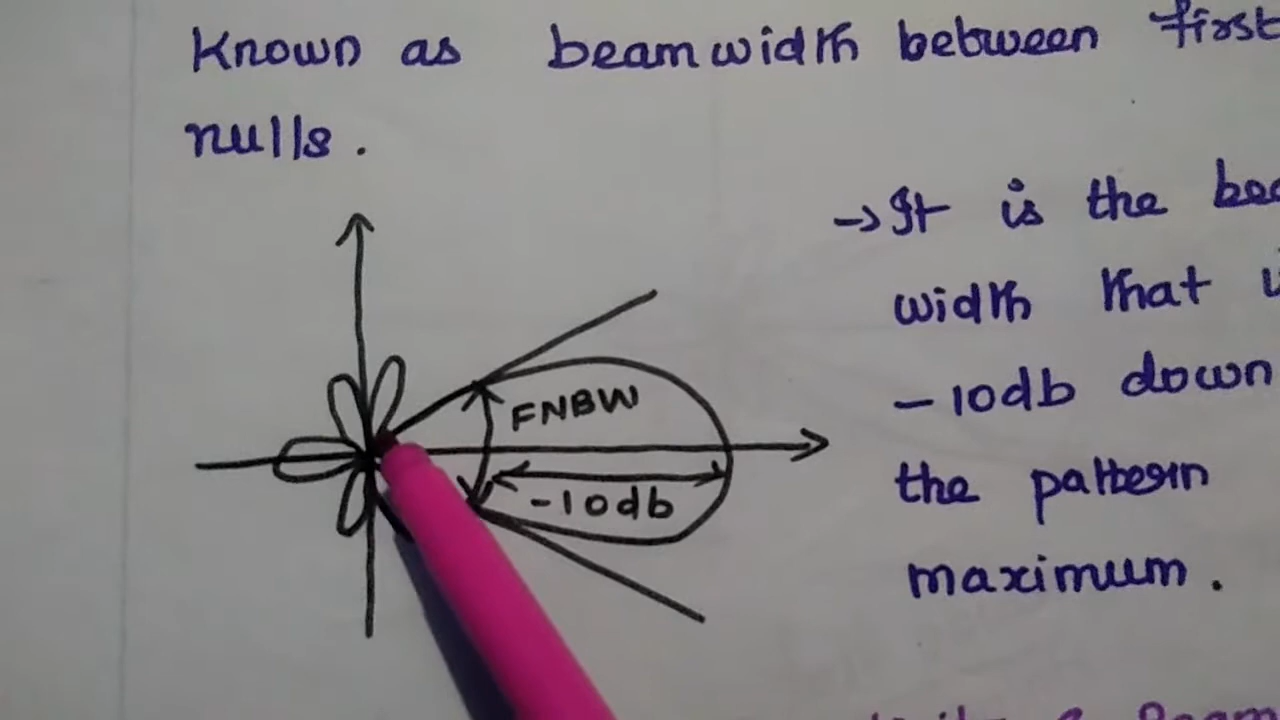 Known as beamwidth between first
nulls.
FNBW
-10db
→ It is the
width that
-10db down
the pattern
maximum.